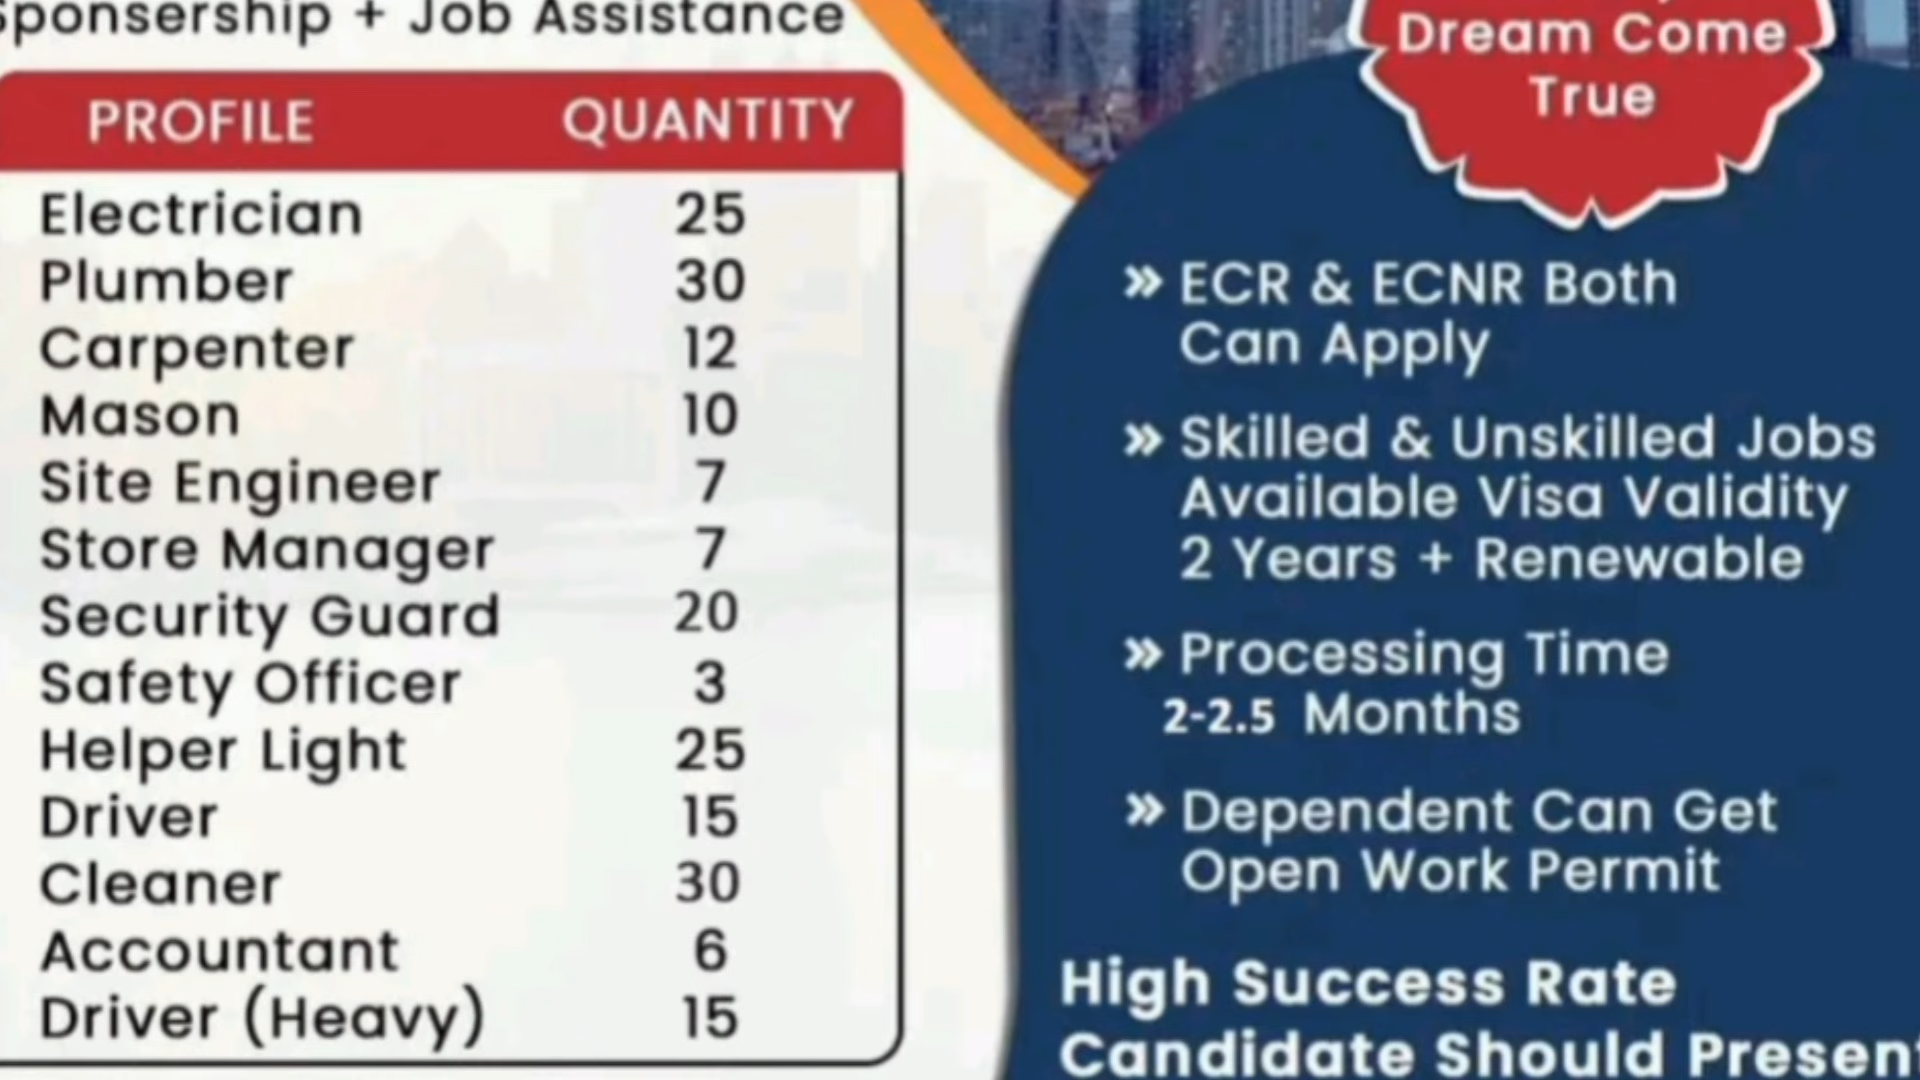 Sponsership + Job Assistance
PROFILE QUANTITY
Electrician 25
Plumber 30
Carpenter 12
Mason 10
Site Engineer 7
Store Manager 7
Security Guard 20
Safety Officer 3
Helper Light 25
Driver 15
Cleaner 30
Accountant 6
Driver (Heavy) 15
Dream Come
True
» ECR & ECNR Both
Can Apply
» Skilled & Unskilled Jobs
Available Visa Validity
2 Years + Renewable
» Processing Time
2-2.5 Months
» Dependent Can Get
Open Work Permit
High Success Rate
Candidate Should Present